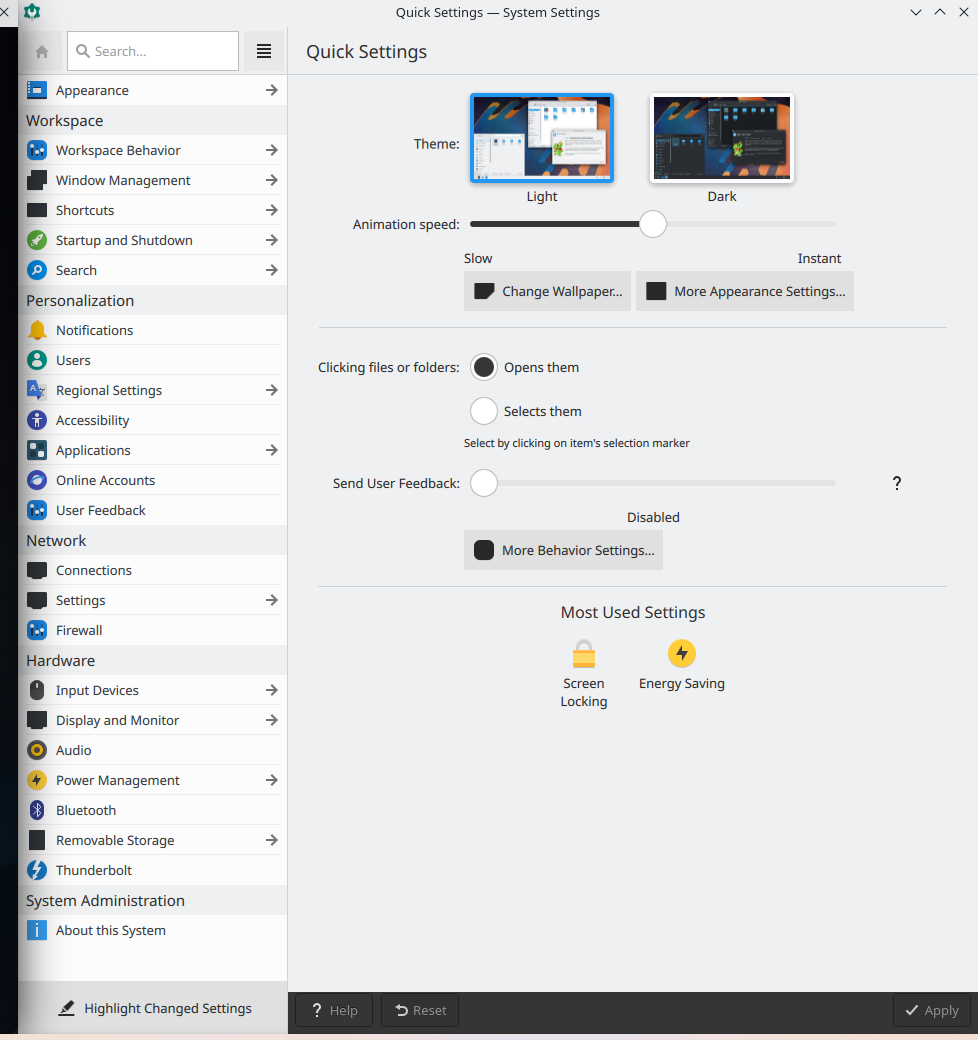 Quick Settings — System Settings
Search...
Quick Settings
Appearance
Workspace
Workspace Behavior
Window Management
Shortcuts
Startup and Shutdown
Search
Personalization
Notifications
Users
Regional Settings
Accessibility
Applications
Online Accounts
User Feedback
Network
Connections
Settings
Firewall
Hardware
Input Devices
Display and Monitor
Audio
Power Management
Bluetooth
Removable Storage
Thunderbolt
System Administration
About this System
Highlight Changed Settings
Theme:
Light Dark
Animation speed:
Slow Instant
Change Wallpaper... More Appearance Settings...
Clicking files or folders: Opens them
Selects them
Select by clicking on item's selection marker
Send User Feedback: ?
Disabled
More Behavior Settings...
Most Used Settings
Screen
Locking
Energy Saving
? Help Reset Apply